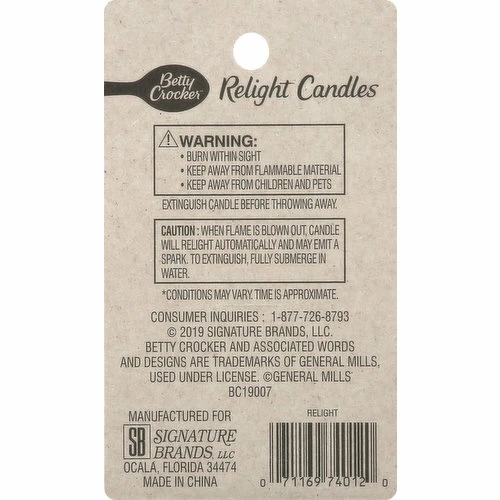 Betty
Crocker™
Relight Candles
WARNING:
• BURN WITHIN SIGHT
• KEEP AWAY FROM FLAMMABLE MATERIAL
• KEEP AWAY FROM CHILDREN AND PETS
EXTINGUISH CANDLE BEFORE THROWING AWAY.
CAUTION : WHEN FLAME IS BLOWN OUT, CANDLE
WILL RELIGHT AUTOMATICALLY AND MAY EMIT A
SPARK. TO EXTINGUISH, FULLY SUBMERGE IN
WATER.
*CONDITIONS MAY VARY. TIME IS APPROXIMATE.
CONSUMER INQUIRIES : 1-877-726-8793
© 2019 SIGNATURE BRANDS, LLC.
BETTY CROCKER AND ASSOCIATED WORDS
AND DESIGNS ARE TRADEMARKS OF GENERAL MILLS,
USED UNDER LICENSE. ©GENERAL MILLS
BC19007
MANUFACTURED FOR
SB SIGNATURE
BRANDS, LLC
OCALA, FLORIDA 34474
MADE IN CHINA
RELIGHT
0 71169 74012 0